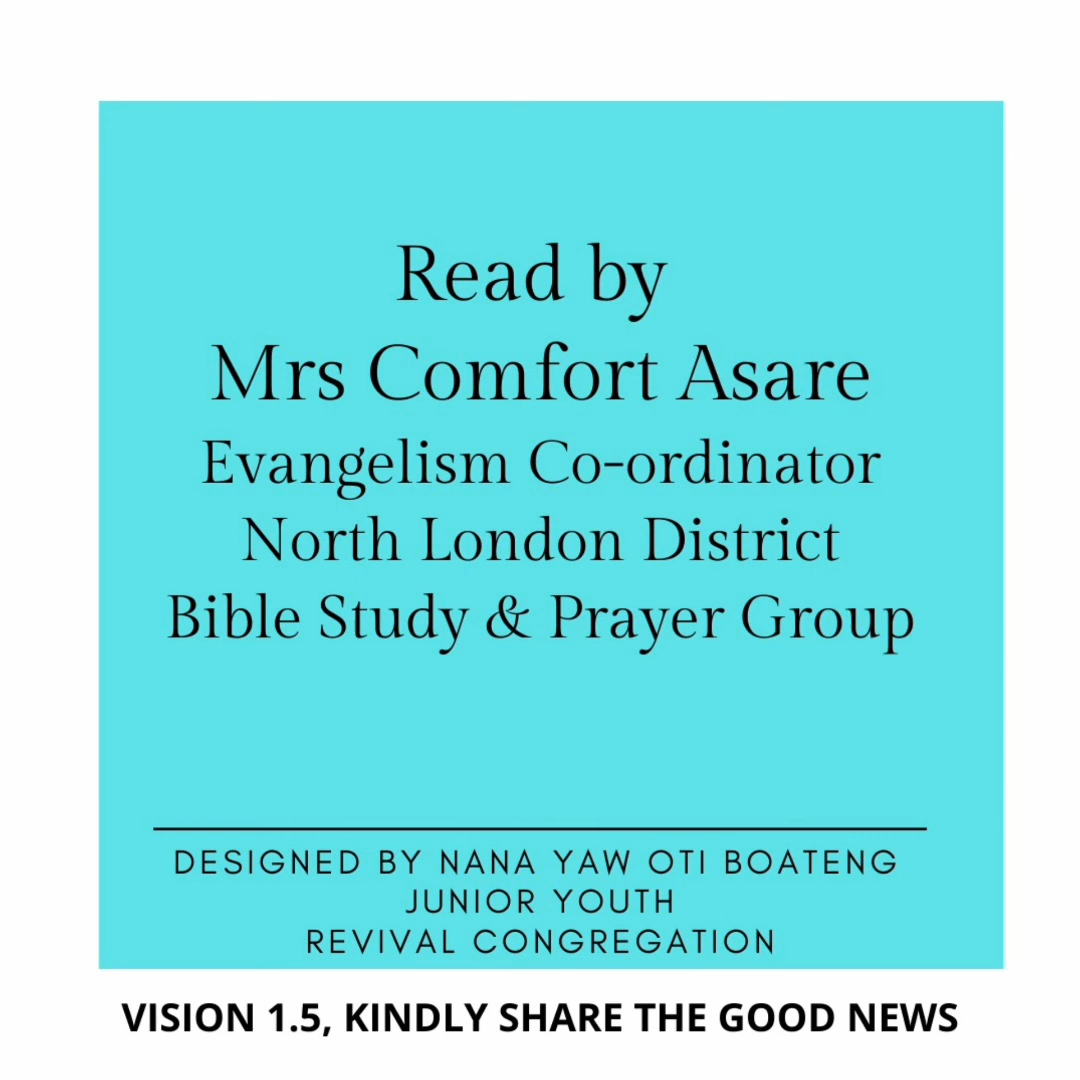 Read by
Mrs Comfort Asare
Evangelism Co-ordinator
North London District
Bible Study & Prayer Group
DESIGNED BY NANA YAW OTI BOATENG
JUNIOR YOUTH
REVIVAL CONGREGATION
VISION 1.5, KINDLY SHARE THE GOOD NEWS